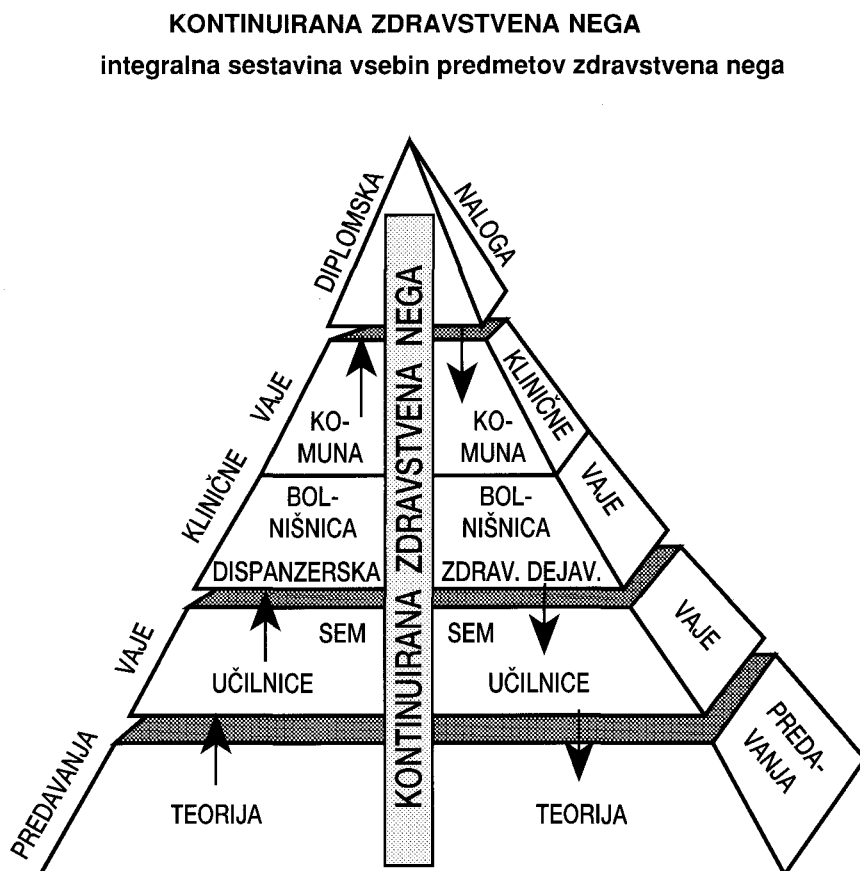 KONTINUIRANA ZDRAVSTVENA NEGA
integralna sestavina vsebin predmetov zdravstvena nega
DIPLOMSKA
NALOGA
KONTINUIRANA ZDRAVSTVENA NEGA
KLINIČNE VAJE
KO-
MUNA
KO-
MUNA
KLINIČNE
VAJE
BOL-
NIŠNICA
BOL-
NIŠNICA
DISPANZERSKA
ZDRAV. DEJAV.
VAJE
SEM
SEM
VAJE
UČILNICE
UČILNICE
PREDAVANJA
PREDA-
VANJA
TEORIJA
TEORIJA